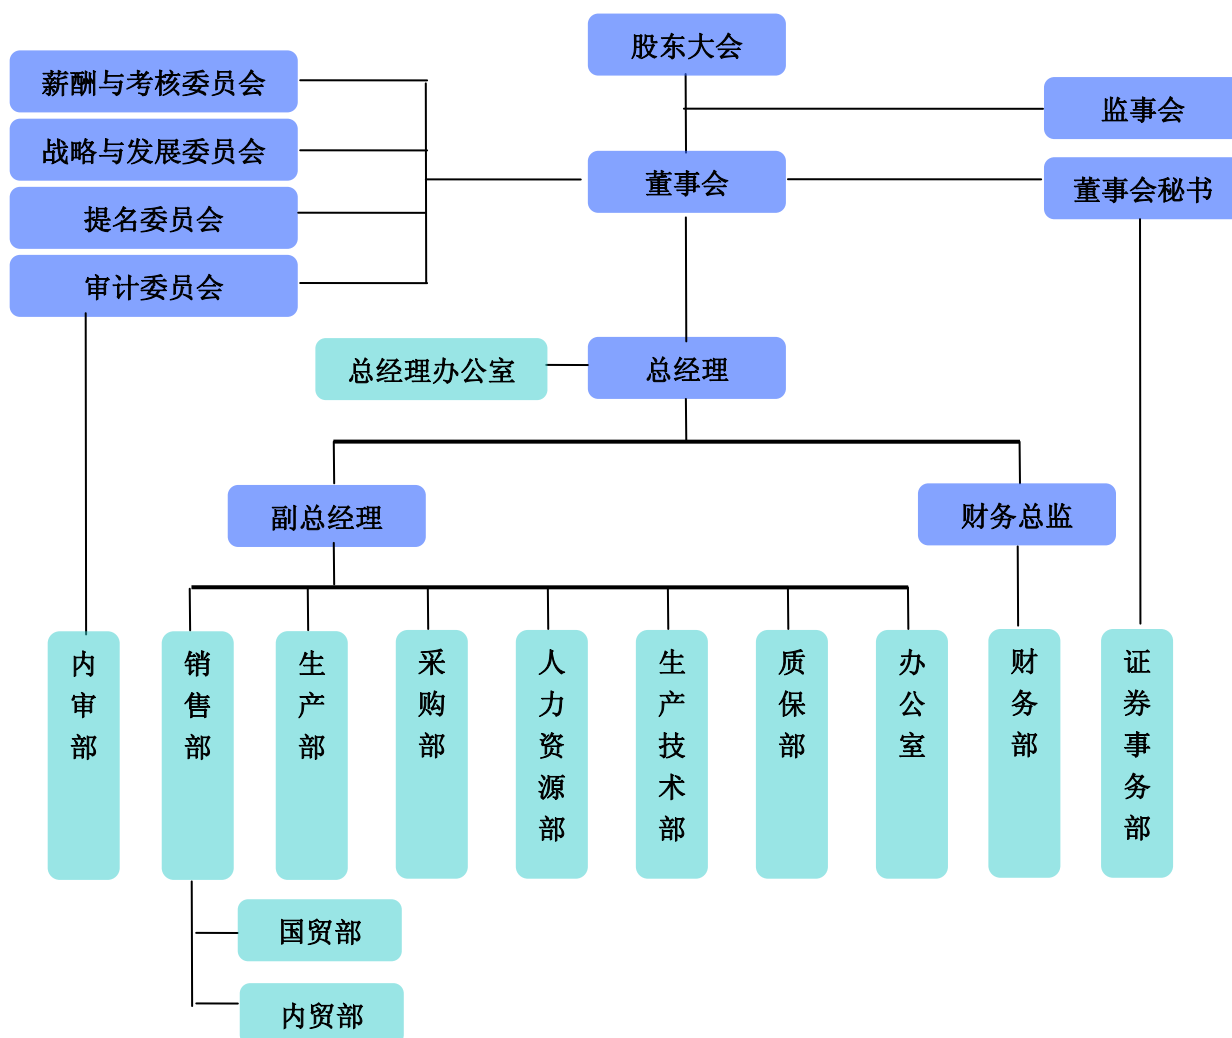 股东大会
薪酬与考核委员会
监事会
战略与发展委员会
董事会
董事会秘书
提名委员会
审计委员会
总经理办公室
总经理
副总经理
财务总监
内审部
销售部
生产部
采购部
人力资源部
生产技术部
质保部
办公室
财务部
证券事务部
国贸部
内贸部